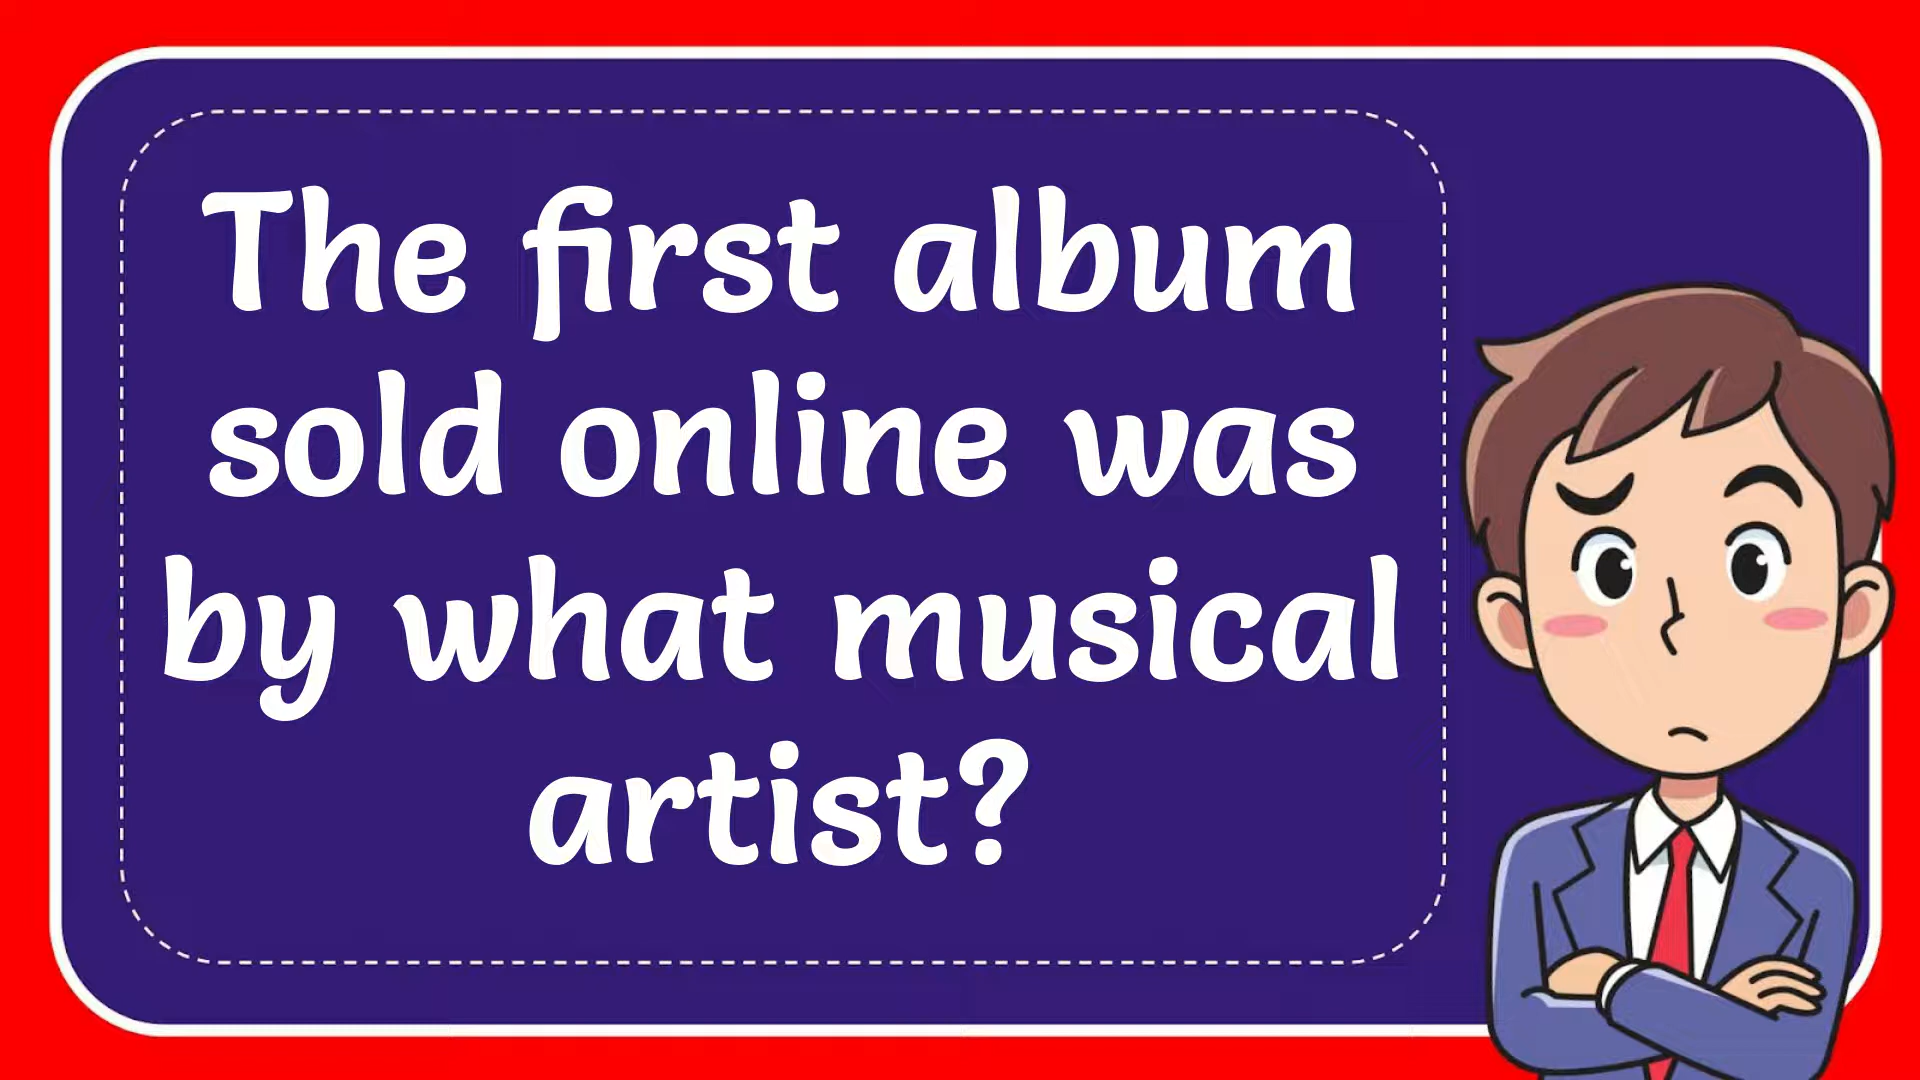 The first album
sold online was
by what musical
artist?